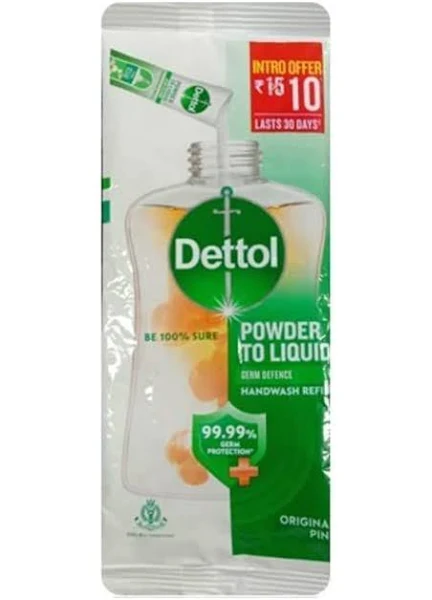 INTRO OFFER
₹15 10
LASTS 30 DAYS
Dettol
Dettol
BE 100% SURE
POWDER
TO LIQUID
GERM DEFENCE
HANDWASH REFI
99.99%
GERM
PROTECTION*
ORIGINA
PIN